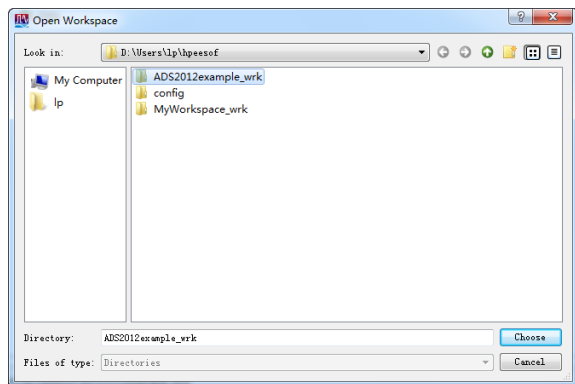 Open Workspace
Look in: D:\Users\lp\hpeesof
My Computer
lp
ADS2012example_wrk
config
MyWorkspace_wrk
Directory: ADS2012example_wrk Choose
Files of type: Directories Cancel